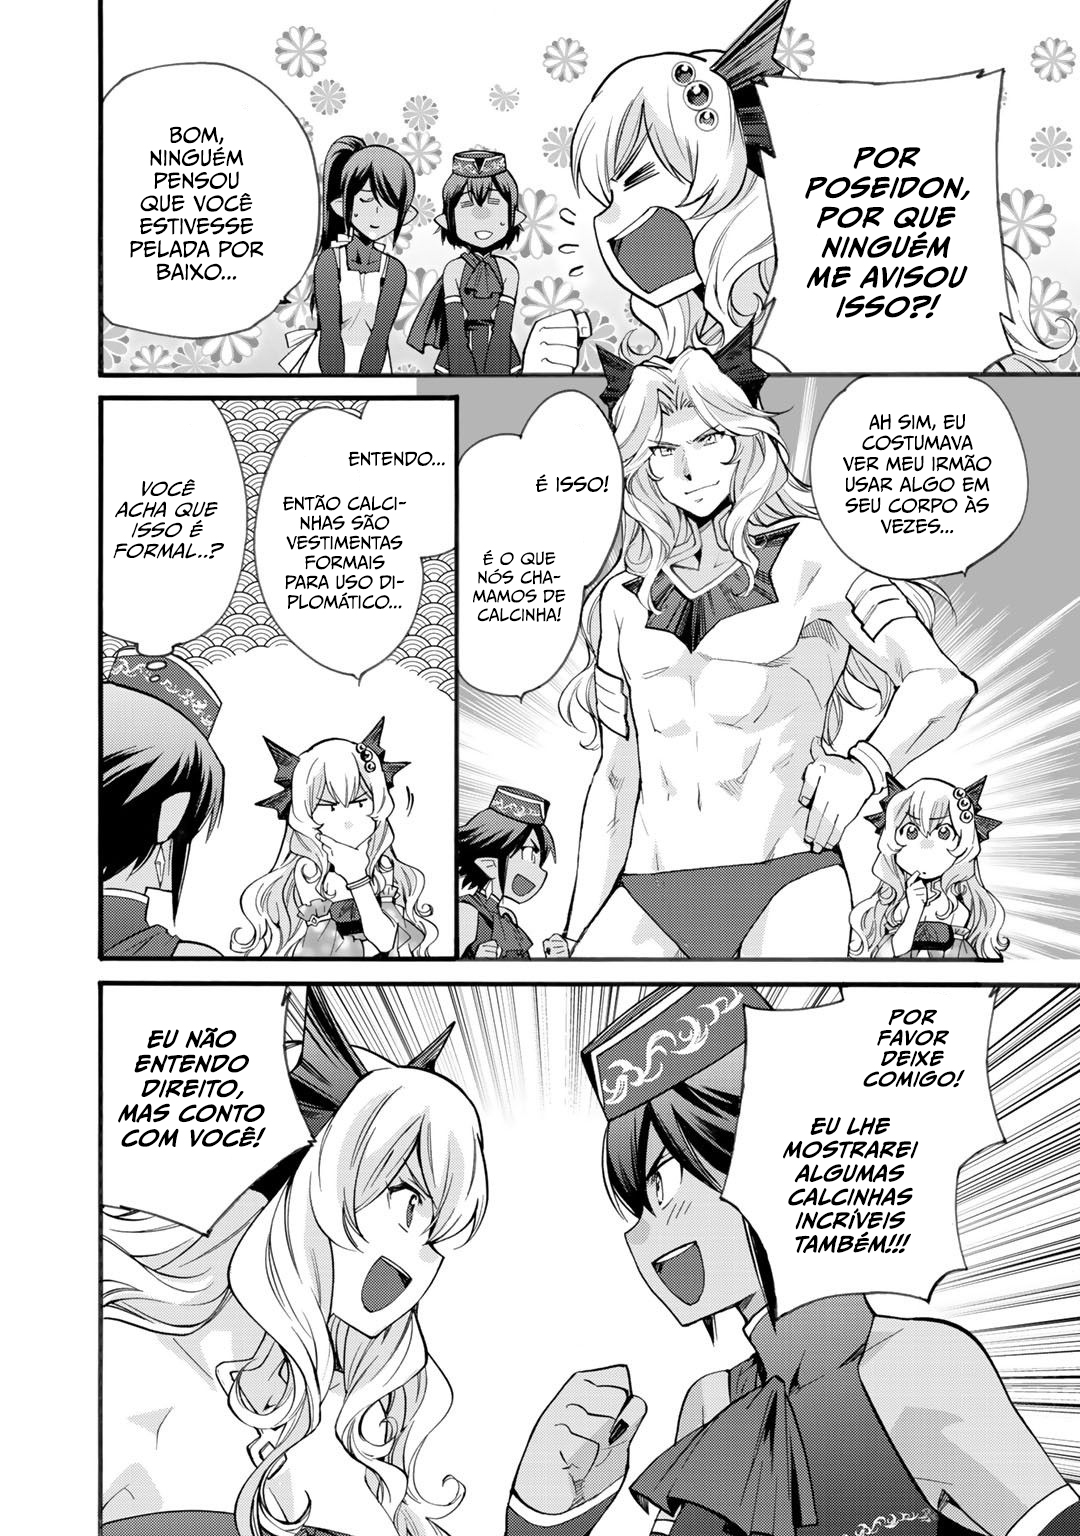 POR
POSEIDON,
POR QUE
NINGUÉM
ME AVISOU
ISSO?!
BOM,
NINGUÉM
PENSOU
QUE VOCÊ
ESTIVESSE
PELADA POR
BAIXO...
AH SIM, EU
COSTUMAVA
VER MEU IRMÃO
USAR ALGO EM
SEU CORPO ÀS
VEZES...
É ISSO!
É O QUE
NÓS CHA-
MAMOS DE
CALCINHA!
ENTENDO...
ENTÃO CALCI-
NHAS SÃO
VESTIMENTAS
FORMAIS
PARA USO DI-
PLOMÁTICO...
VOCÊ
ACHA QUE
ISSO É
FORMAL..?
POR
FAVOR
DEIXE
COMIGO!
EU LHE
MOSTRAREI
ALGUMAS
CALCINHAS
INCRÍVEIS
TAMBÉM!!!
EU NÃO
ENTENDO
DIREITO,
MAS CONTO
COM VOCÊ!